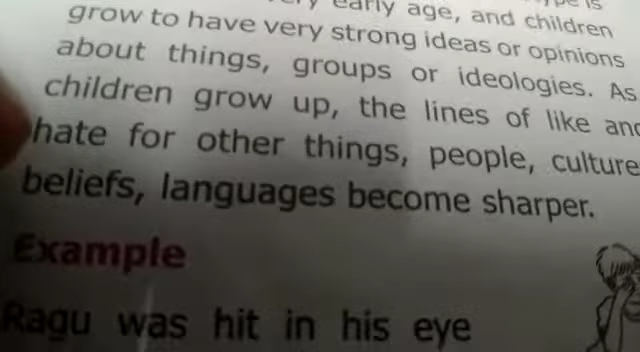 early age, and children
grow to have very strong ideas or opinions
about things, groups or ideologies. As
children grow up, the lines of like and
hate for other things, people, culture
beliefs, languages become sharper.
Example
Ragu was hit in his eye